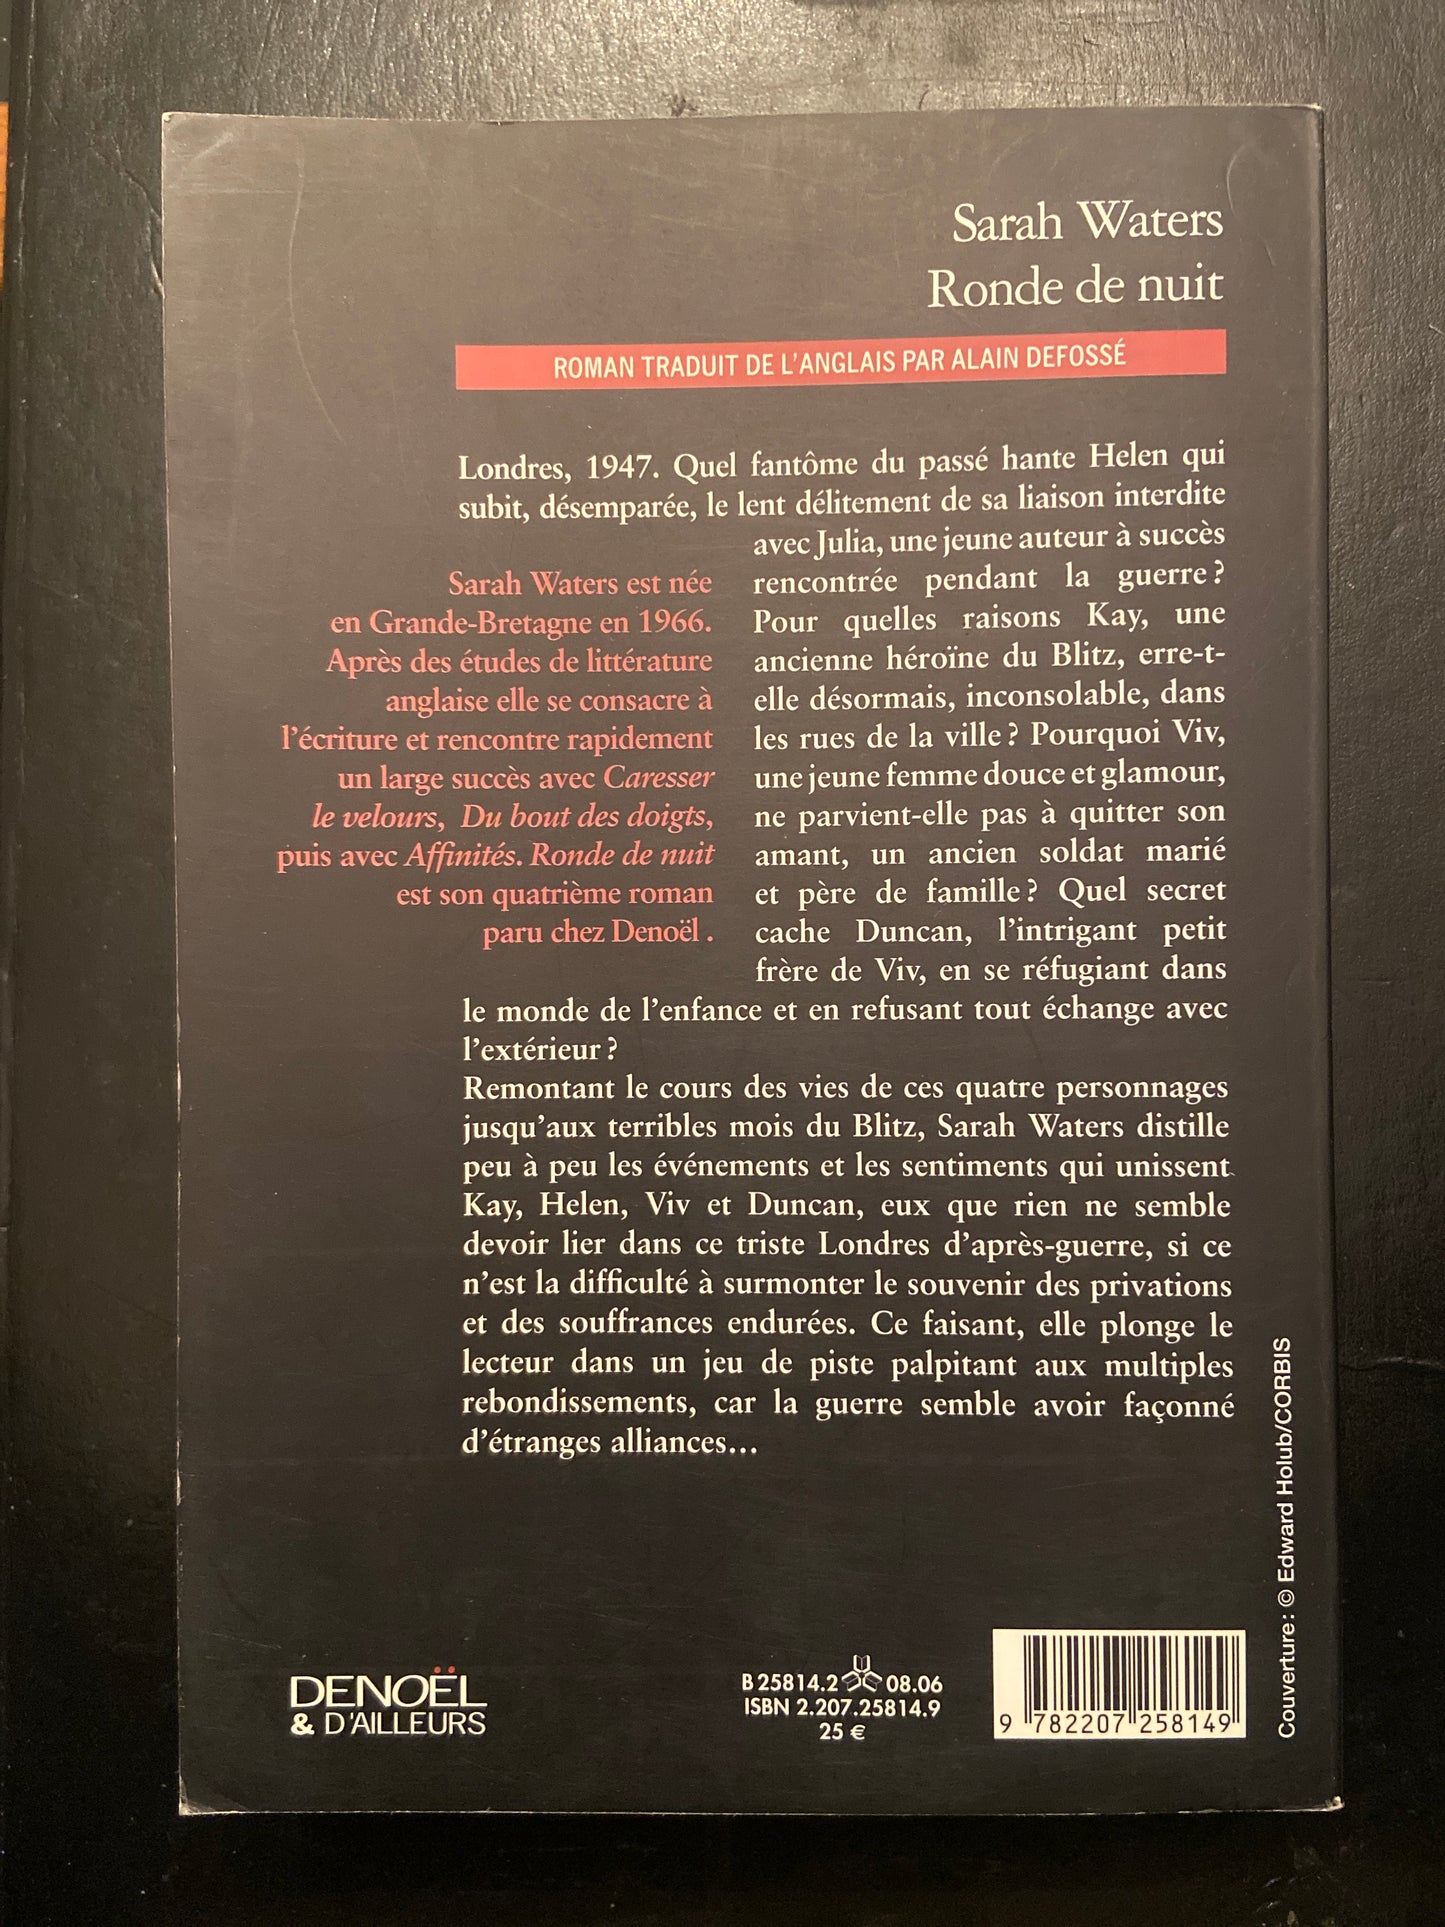 Sarah Waters
Ronde de nuit
ROMAN TRADUIT DE L'ANGLAIS PAR ALAIN DEFOSSÉ
Londres, 1947. Quel fantôme du passé hante Helen qui
subit, désemparée, le lent délitement de sa liaison interdite
avec Julia, une jeune auteur à succès
rencontrée pendant la guerre ?
Pour quelles raisons Kay, une
ancienne héroïne du Blitz, erre-t-
elle désormais, inconsolable, dans
les rues de la ville ? Pourquoi Viv,
une jeune femme douce et glamour,
ne parvient-elle pas à quitter son
amant, un ancien soldat marié
et père de famille ? Quel secret
cache Duncan, l'intrigant petit
frère de Viv, en se réfugiant dans
le monde de l'enfance et en refusant tout échange avec
l'extérieur ?
Remontant le cours des vies de ces quatre personnages
jusqu'aux terribles mois du Blitz, Sarah Waters distille
peu à peu les événements et les sentiments qui unissent
Kay, Helen, Viv et Duncan, eux que rien ne semble
devoir lier dans ce triste Londres d'après-guerre, si ce
n'est la difficulté à surmonter le souvenir des privations
et des souffrances endurées. Ce faisant, elle plonge le
lecteur dans un jeu de piste palpitant aux multiples
rebondissements, car la guerre semble avoir façonné
d'étranges alliances...
Sarah Waters est née
en Grande-Bretagne en 1966.
Après des études de littérature
anglaise elle se consacre à
l'écriture et rencontre rapidement
un large succès avec Caresser
le velours, Du bout des doigts,
puis avec Affinités. Ronde de nuit
est son quatrième roman
paru chez Denoël .
DENOËL
& D'AILLEURS
B 25814.2 08.06
ISBN 2.207.25814.9
25 €
9 782207 258149
Couverture : © Edward Holub/CORBIS